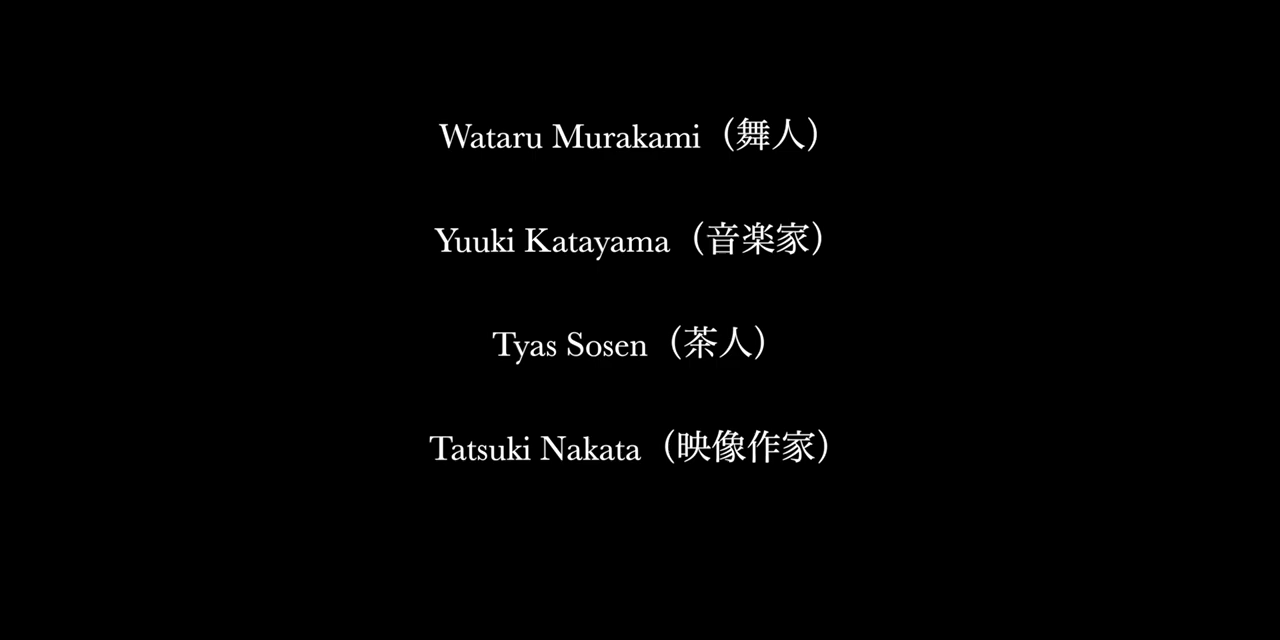 Wataru Murakami（舞人）
Yuuki Katayama（音楽家）
Tyas Sosen（茶人）
Tatsuki Nakata（映像作家）